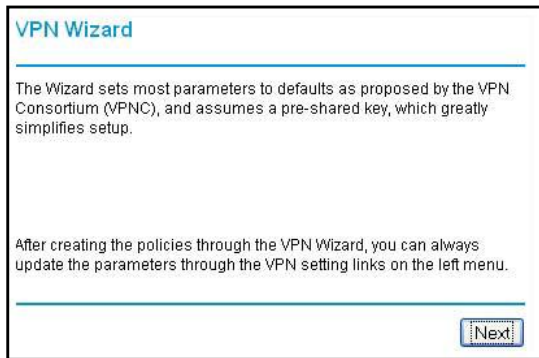 VPN Wizard
The Wizard sets most parameters to defaults as proposed by the VPN
Consortium (VPNC), and assumes a pre-shared key, which greatly
simplifies setup.
After creating the policies through the VPN Wizard, you can always
update the parameters through the VPN setting links on the left menu.
Next